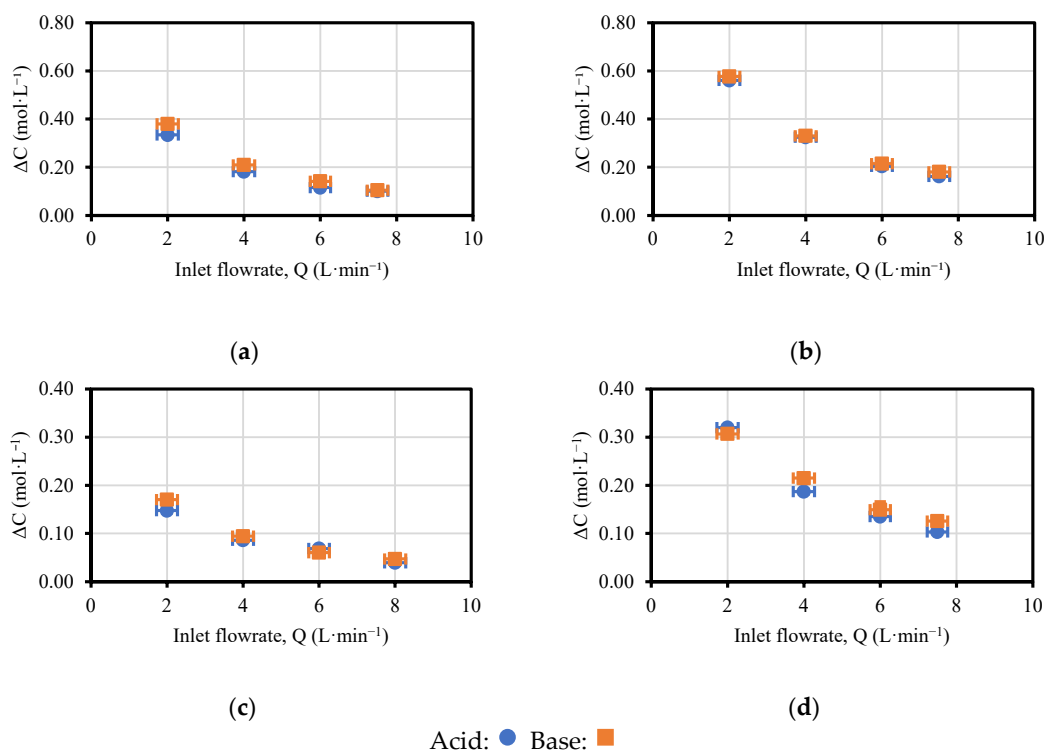 0.80
0.60
0.40
0.20
0.00
ΔC (mol·L⁻¹)
0 2 4 6 8 10
Inlet flowrate, Q (L·min⁻¹)
(a)
0.80
0.60
0.40
0.20
0.00
ΔC (mol·L⁻¹)
0 2 4 6 8 10
Inlet flowrate, Q (L·min⁻¹)
(b)
0.40
0.30
0.20
0.10
0.00
ΔC (mol·L⁻¹)
0 2 4 6 8 10
Inlet flowrate, Q (L·min⁻¹)
(c)
0.40
0.30
0.20
0.10
0.00
ΔC (mol·L⁻¹)
0 2 4 6 8 10
Inlet flowrate, Q (L·min⁻¹)
(d)
Acid: Base: